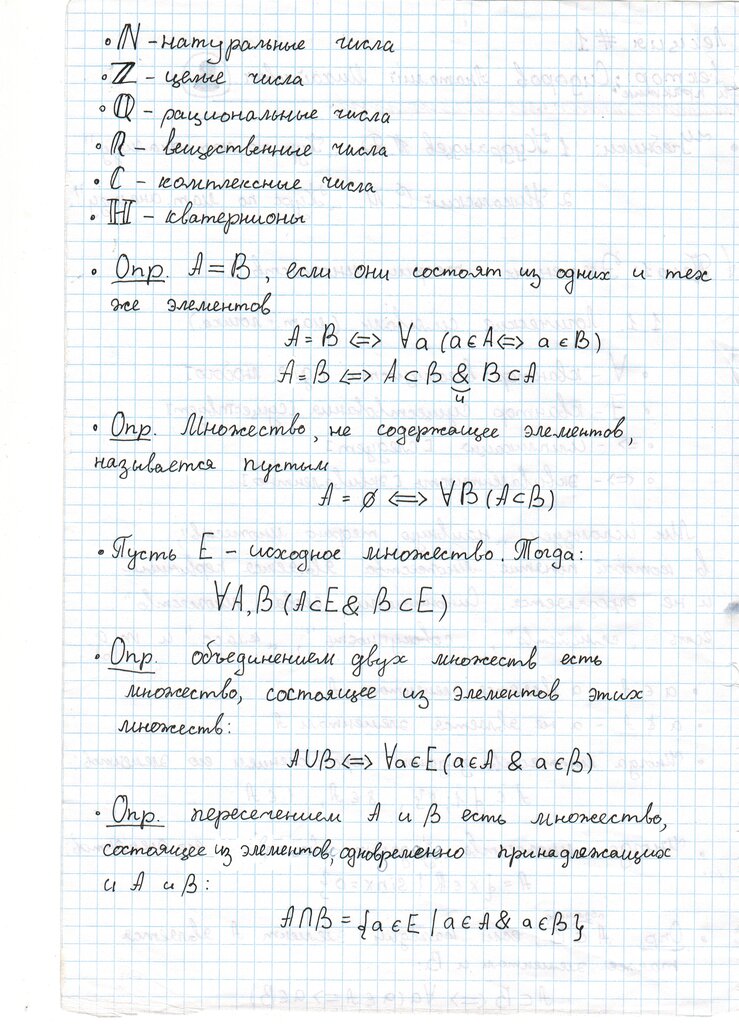 • ℕ - натуральные числа
• ℤ - целые числа
• ℚ - рациональные числа
• ℝ - вещественные числа
• ℂ - комплексные числа
• ℍ - кватернионы
• Опр. A = B, если они состоят из одних и тех
же элементов
A = B ⟺ ∀a (a ∈ A ⟺ a ∈ B)
A = B ⟺ A ⊂ B & B ⊂ A
и
• Опр. Множество, не содержащее элементов,
называется пустым
A = ∅ ⟺ ∀B (A ⊂ B)
• Пусть E - исходное множество. Тогда:
∀A, B (A ⊂ E & B ⊂ E)
• Опр. объединением двух множеств есть
множество, состоящее из элементов этих
множеств:
A∪B ⟺ ∀a ∈ E (a ∈ A & a ∈ B)
• Опр. пересечением A и B есть множество,
состоящее из элементов, одновременно принадляжащих
и A и B:
A∩B = {a ∈ E | a ∈ A & a ∈ B}